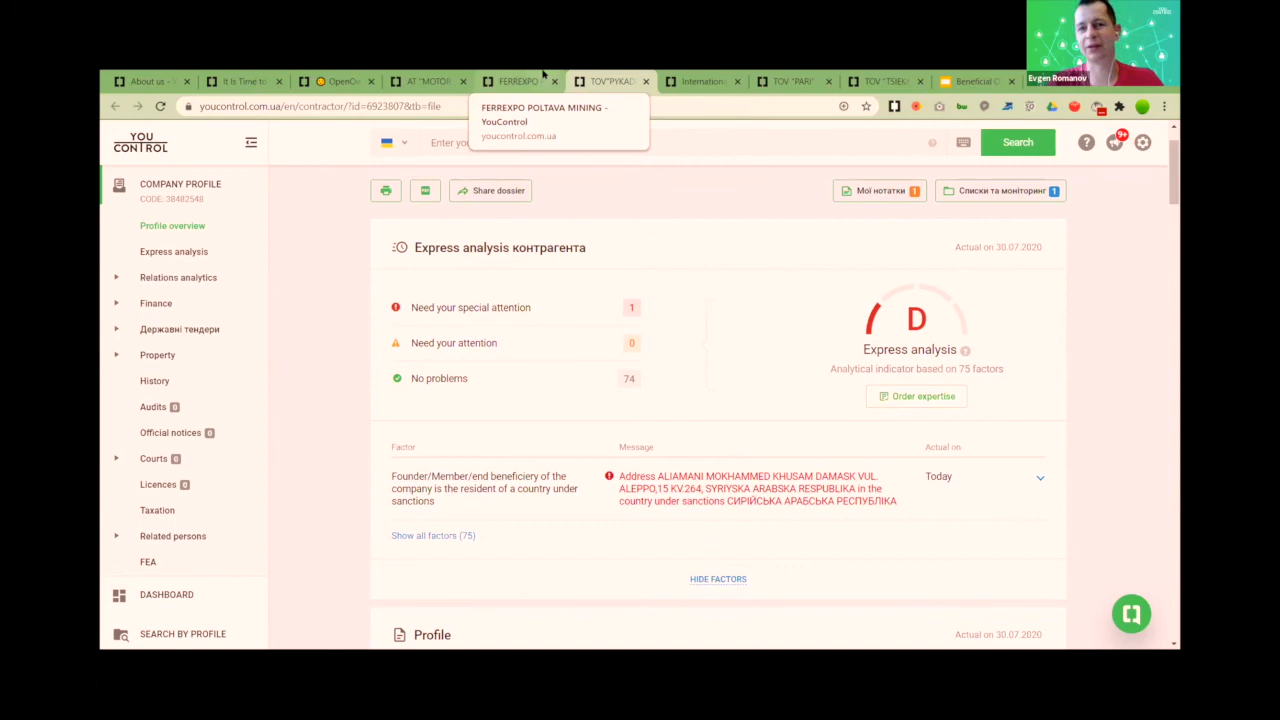 YOU
CONTROL
Evgen Romanov
About us -
It Is Time to
AT "MOTOR
FERREXPO
TOV"PYKAD
Internation
TOV "PARI"
TOV "TSIEK
Beneficial O
youcontrol.com.ua/en/contractor/?id=6923807&tb=file
FERREXPO POLTAVA MINING -
YouControl
youcontrol.com.ua
YOU
CONTROL
Enter you
Search
9+
COMPANY PROFILE
CODE: 38482548
Profile overview
Express analysis
Relations analytics
Finance
Державні тендери
Property
History
Audits 0
Official notices 0
Courts 0
Licences 0
Taxation
Related persons
FEA
DASHBOARD
SEARCH BY PROFILE
Share dossier
Мої нотатки 1
Списки та моніторинг 1
Express analysis контрагента
Actual on 30.07.2020
Need your special attention 1
Need your attention 0
No problems 74
D
Express analysis
Analytical indicator based on 75 factors
Order expertise
Factor Message Actual on
Founder/Member/end beneficiery of the
company is the resident of a country under
sanctions
Address ALIAMANI MOKHAMMED KHUSAM DAMASK VUL.
ALEPPO,15 KV.264, SYRIYSKA ARABSKA RESPUBLIKA in the
country under sanctions СИРІЙСЬКА АРАБСЬКА РЕСПУБЛІКА
Today
Show all factors (75)
HIDE FACTORS
Profile
Actual on 30.07.2020